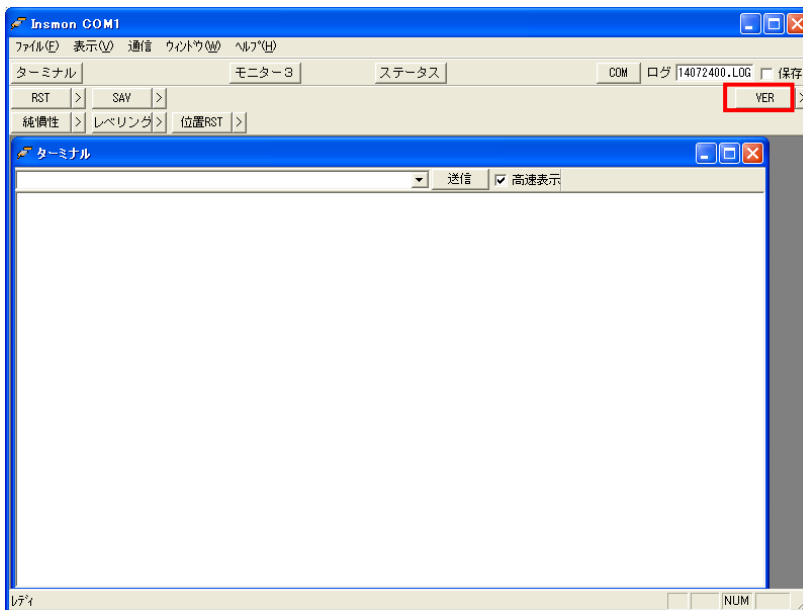 Insmon COM1
ﾌｧｲﾙ(F) 表示(V) 通信 ｳｨﾝﾄﾞｳ(W) ﾍﾙﾌﾟ(H)
ターミナル モニター３ ステータス COM ログ 14072400.LOG 保存
RST > SAV > VER >
純慣性 > レベリング > 位置RST >
ターミナル
送信 高速表示
ﾚﾃﾞｨ NUM